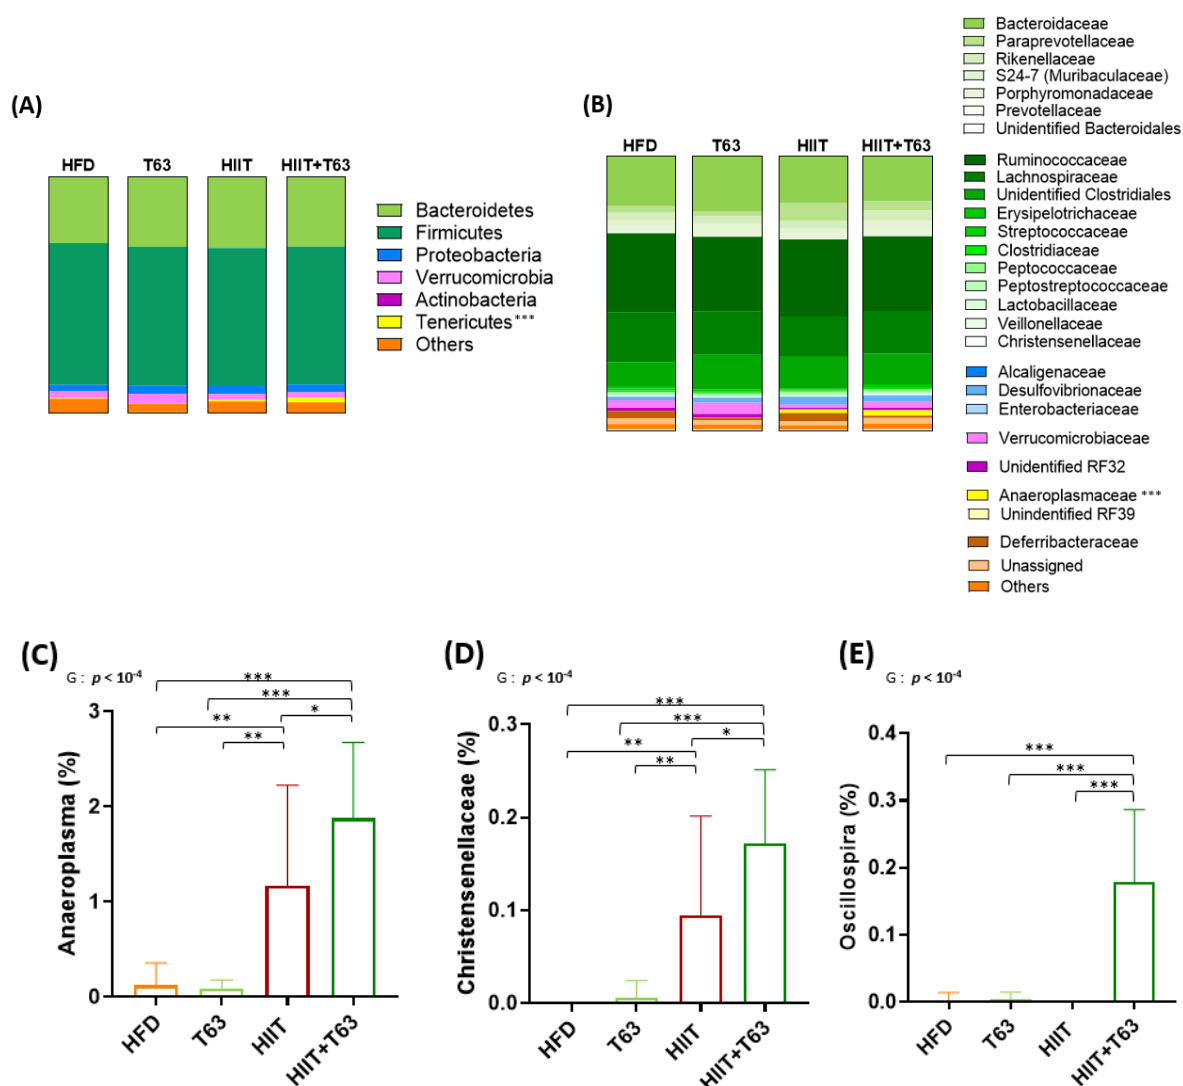 (A)
HFD T63 HIIT HIIT+T63
Bacteroidetes
Firmicutes
Proteobacteria
Verrucomicrobia
Actinobacteria
Tenericutes***
Others
(B)
HFD T63 HIIT HIIT+T63
Bacteroidaceae
Paraprevotellaceae
Rikenellaceae
S24-7 (Muribaculaceae)
Porphyromonadaceae
Prevotellaceae
Unidentified Bacteroidales
Ruminococcaceae
Lachnospiraceae
Unidentified Clostridiales
Erysipelotrichaceae
Streptococcaceae
Clostridiaceae
Peptococcaceae
Peptostreptococcaceae
Lactobacillaceae
Veillonellaceae
Christensenellaceae
Alcaligenaceae
Desulfovibrionaceae
Enterobacteriaceae
Verrucomicrobiaceae
Unidentified RF32
Anaeroplasmaceae ***
Unindentified RF39
Deferribacteraceae
Unassigned
Others
(C)
G : p < 10-4
***
***
**
*
**
Anaeroplasma (%)
3
2
1
0
HFD
T63
HIIT
HIIT+T63
(D)
G : p < 10-4
***
***
**
*
**
Christensenellaceae (%)
0.3
0.2
0.1
0.0
HFD
T63
HIIT
HIIT+T63
(E)
G : p < 10-4
***
***
***
Oscillospira (%)
0.4
0.3
0.2
0.1
0.0
HFD
T63
HIIT
HIIT+T63